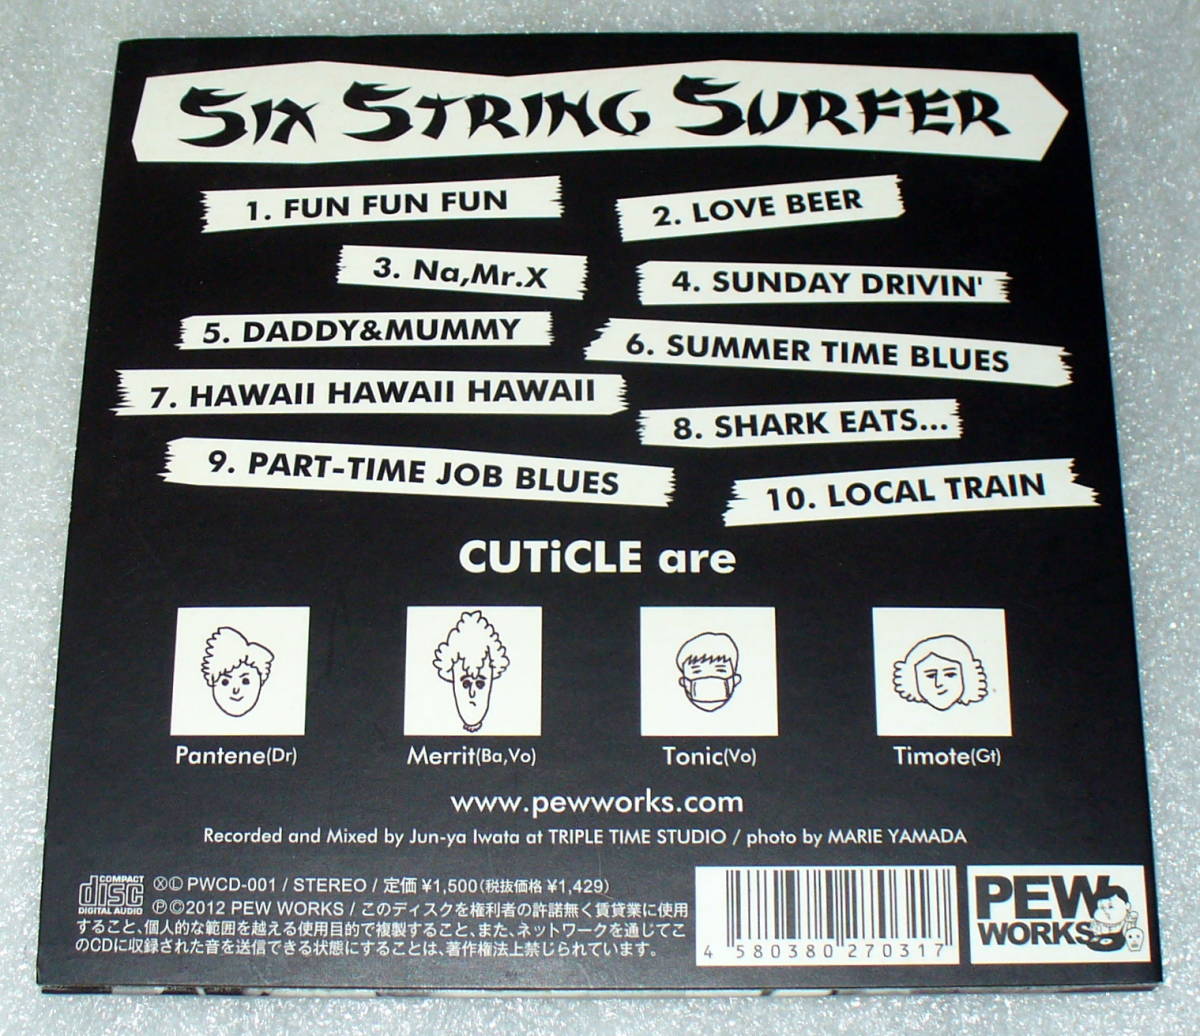 SIX STRING SURFER
1. FUN FUN FUN
2. LOVE BEER
3. Na,Mr.X
4. SUNDAY DRIVIN'
5. DADDY&MUMMY
6. SUMMER TIME BLUES
7. HAWAII HAWAII HAWAII
8. SHARK EATS...
9. PART-TIME JOB BLUES
10. LOCAL TRAIN
CUTiCLE are
Pantene(Dr)
Merrit(Ba,Vo)
Tonic(Vo)
Timote(Gt)
www.pewworks.com
Recorded and Mixed by Jun-ya Iwata at TRIPLE TIME STUDIO / photo by MARIE YAMADA
COMPACT
disc
DIGITAL AUDIO
ⓍⓁ PWCD-001 / STEREO / 定価 ¥1,500(税抜価格 ¥1,429)
Ⓟ©2012 PEW WORKS / このディスクを権利者の許諾無く賃貸業に使用
すること、個人的な範囲を越える使用目的で複製すること、また、ネットワークを通じてこ
のCDに収録された音を送信できる状態にすることは、著作権法上禁じられています。
4 580380 270317
PEW
WORKS